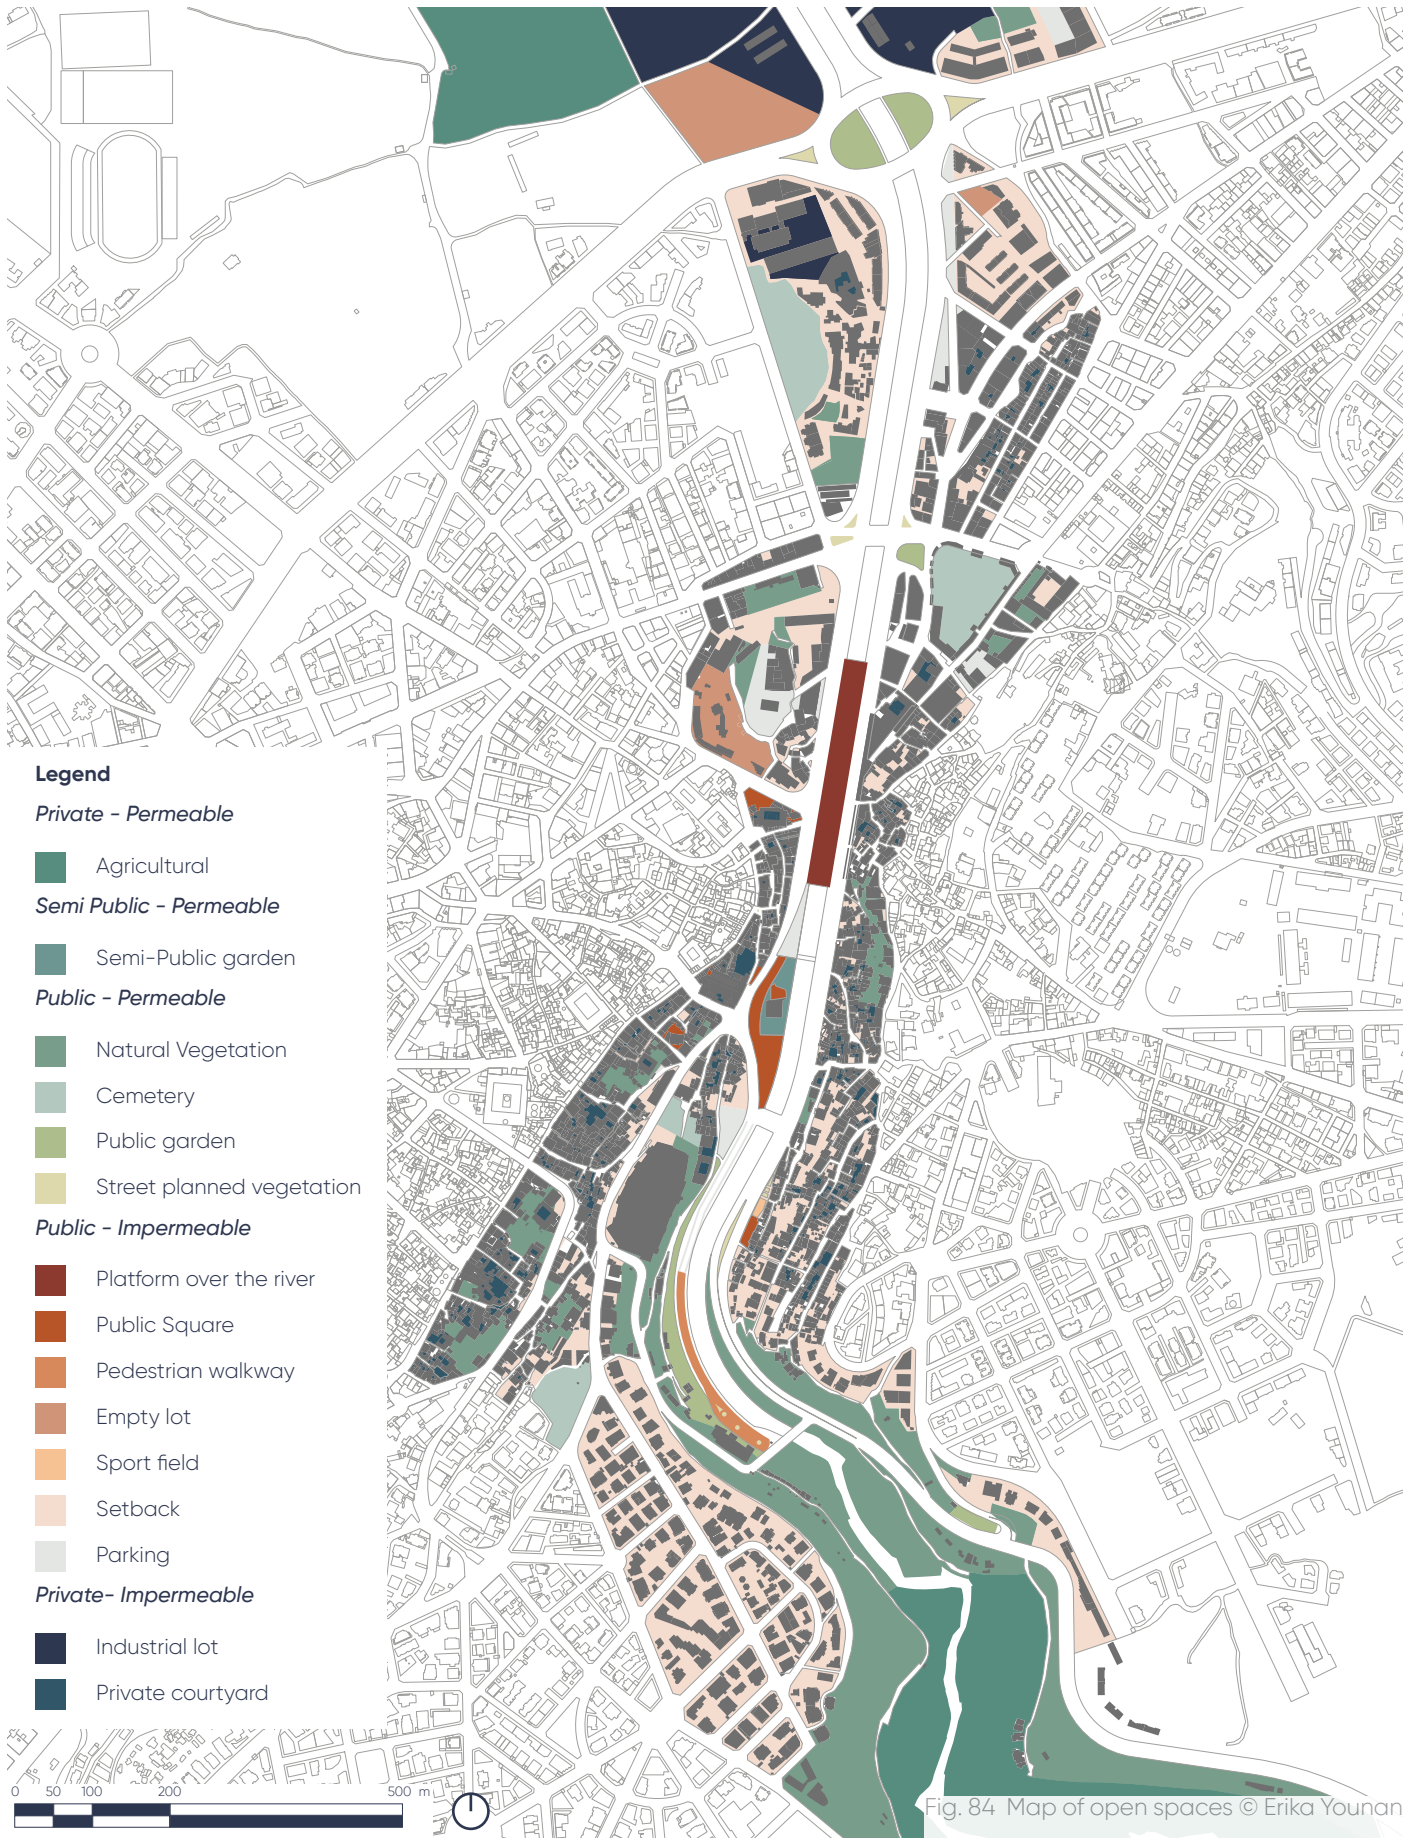 Legend
Private - Permeable
Agricultural
Semi Public - Permeable
Semi-Public garden
Public - Permeable
Natural Vegetation
Cemetery
Public garden
Street planned vegetation
Public - Impermeable
Platform over the river
Public Square
Pedestrian walkway
Empty lot
Sport field
Setback
Parking
Private- Impermeable
Industrial lot
Private courtyard
0 50 100 200 500 m
Fig. 84 Map of open spaces © Erika Younan